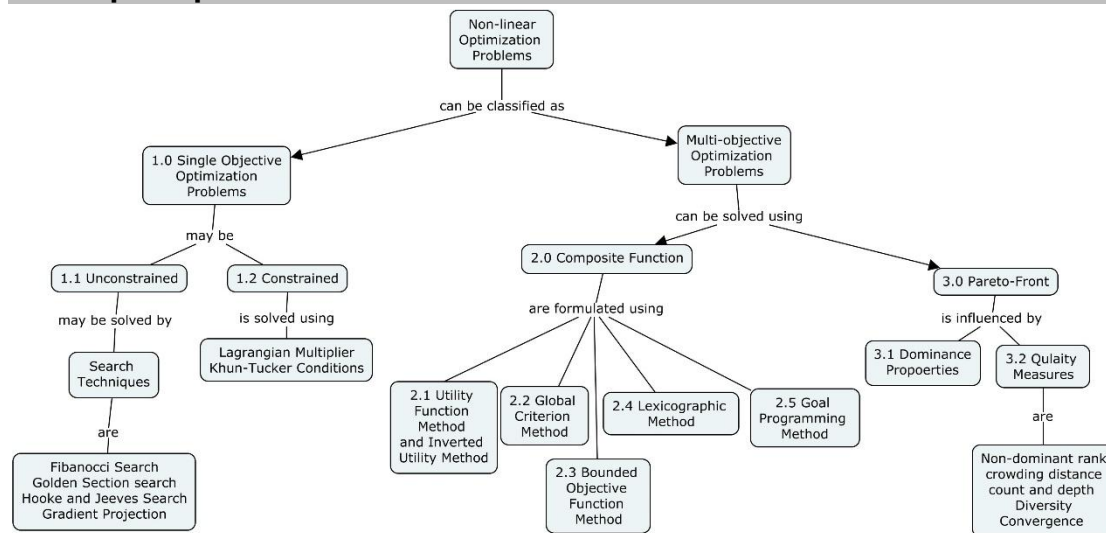 Non-linear
Optimization
Problems
can be classified as
1.0 Single Objective
Optimization
Problems
Multi-objective
Optimization
Problems
may be
can be solved using
1.1 Unconstrained
1.2 Constrained
2.0 Composite Function
3.0 Pareto-Front
may be solved by
is solved using
are formulated using
is influenced by
Search
Techniques
Lagrangian Multiplier
Khun-Tucker Conditions
3.1 Dominance
Propoerties
3.2 Qulaity
Measures
2.1 Utility
Function
Method
and Inverted
Utility Method
2.2 Global
Criterion
Method
2.3 Bounded
Objective
Function
Method
2.4 Lexicographic
Method
2.5 Goal
Programming
Method
are
are
Fibanocci Search
Golden Section search
Hooke and Jeeves Search
Gradient Projection
Non-dominant rank
crowding distance
count and depth
Diversity
Convergence